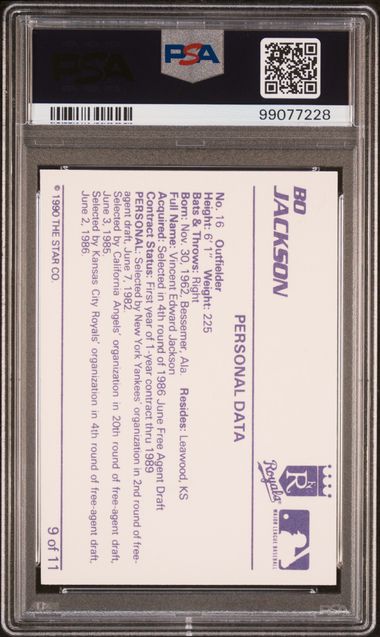 PSA
PSA
99077228
BO
JACKSON
PERSONAL DATA
Royals
MAJOR LEAGUE BASEBALL
No. 16 Outfielder
Height: 6' 1" Weight: 225
Bats & Throws: Right
Born: Nov. 30, 1962, Bessemer, Ala Resides: Leawood, KS
Full Name: Vincent Edward Jackson
Acquired: Selected in 4th round of 1986 June Free Agent Draft
Contract Status: First year of 1-year contract thru 1989
PERSONAL: Selected by New York Yankees' organization in 2nd round of free-
agent draft, June 7, 1982.
Selected by California Angels' organization in 20th round of free-agent draft,
June 3, 1985.
Selected by Kansas City Royals' organization in 4th round of free-agent draft,
June 2, 1986.
© 1990 THE STAR CO.
9 of 11